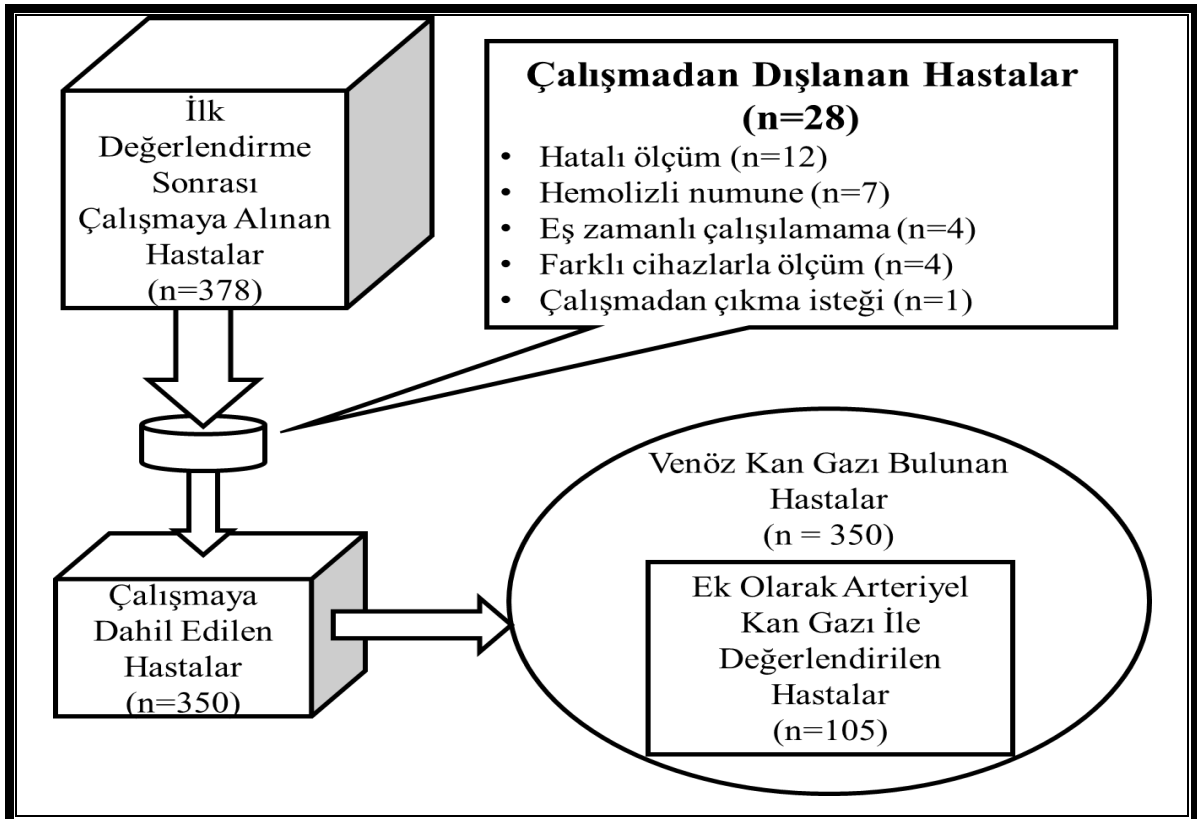 İlk
Değerlendirme
Sonrası
Çalışmaya Alınan
Hastalar
(n=378)
Çalışmadan Dışlanan Hastalar
(n=28)
• Hatalı ölçüm (n=12)
• Hemolizli numune (n=7)
• Eş zamanlı çalışılamama (n=4)
• Farklı cihazlarla ölçüm (n=4)
• Çalışmadan çıkma isteği (n=1)
Çalışmaya
Dahil Edilen
Hastalar
(n=350)
Venöz Kan Gazı Bulunan
Hastalar
(n = 350)
Ek Olarak Arteriyel
Kan Gazı İle
Değerlendirilen
Hastalar
(n=105)